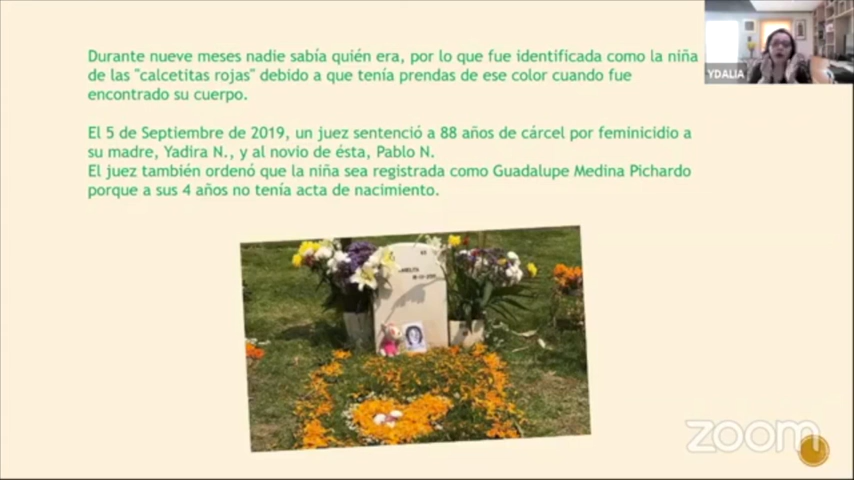 Durante nueve meses nadie sabía quién era, por lo que fue identificada como la niña
de las "calcetitas rojas" debido a que tenía prendas de ese color cuando fue
encontrado su cuerpo.
El 5 de Septiembre de 2019, un juez sentenció a 88 años de cárcel por feminicidio a
su madre, Yadira N., y al novio de ésta, Pablo N.
El juez también ordenó que la niña sea registrada como Guadalupe Medina Pichardo
porque a sus 4 años no tenía acta de nacimiento.
YDALIA
zoom